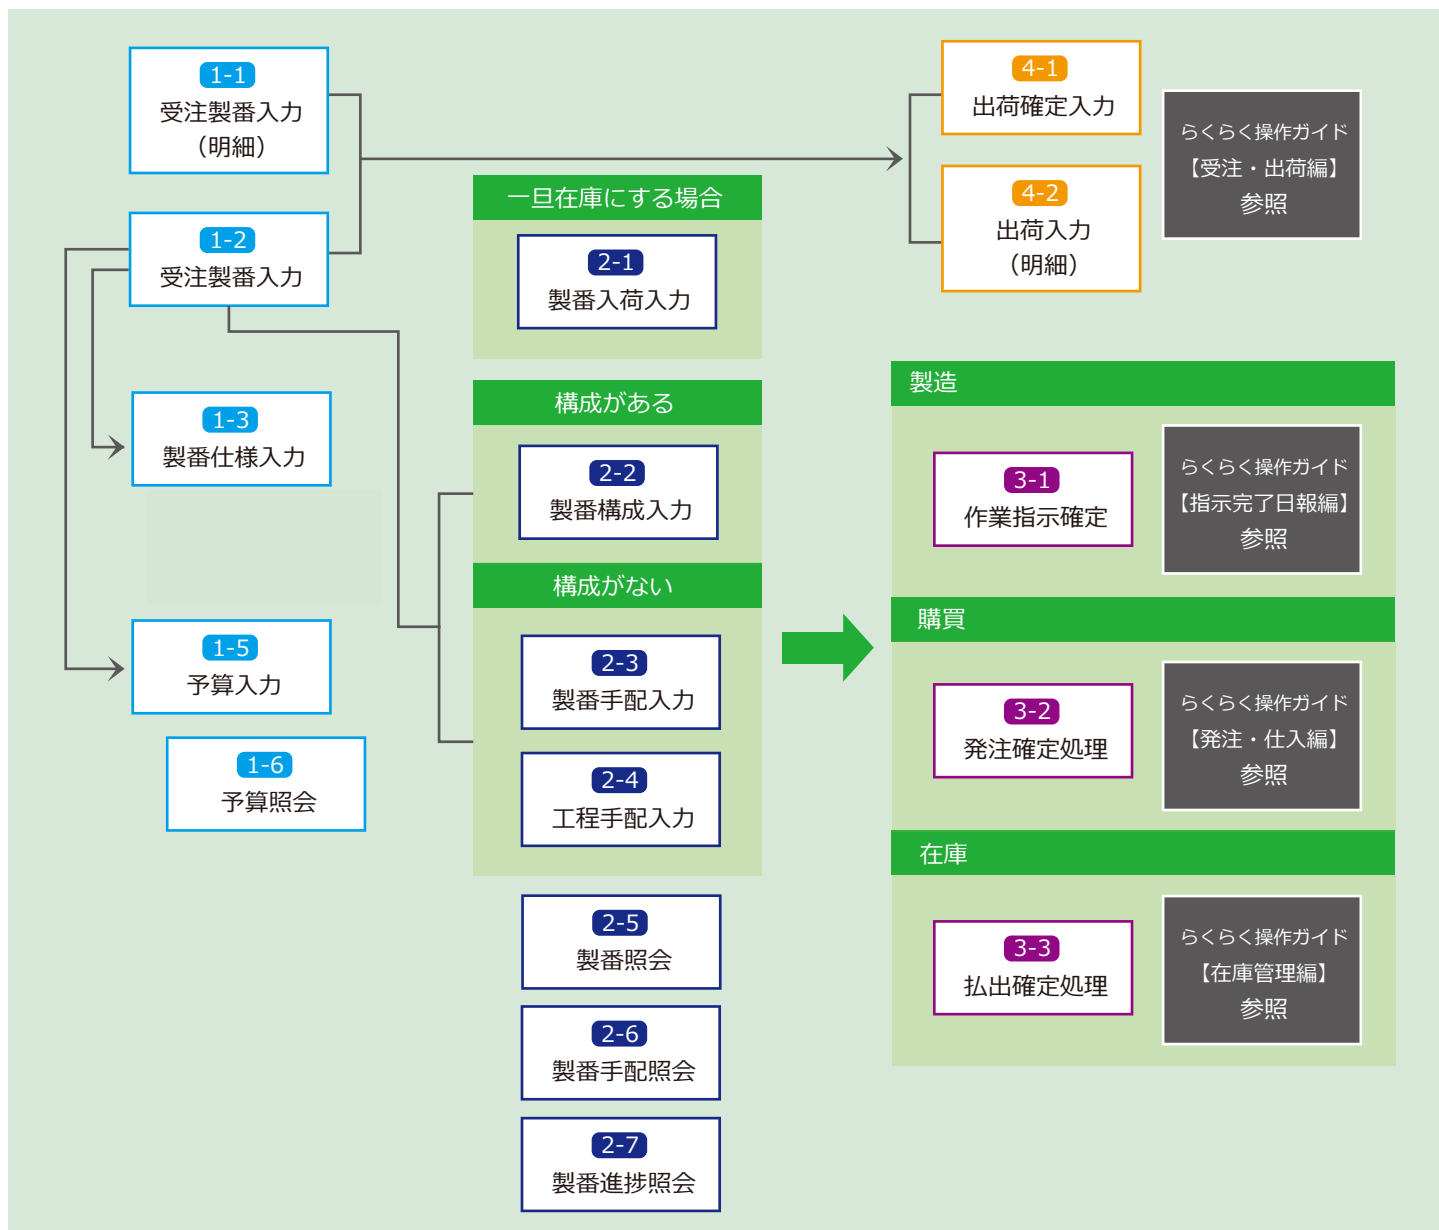 1-1
受注製番入力
（明細）
1-2
受注製番入力
1-3
製番仕様入力
1-5
予算入力
1-6
予算照会
一旦在庫にする場合
2-1
製番入荷入力
構成がある
2-2
製番構成入力
構成がない
2-3
製番手配入力
2-4
工程手配入力
2-5
製番照会
2-6
製番手配照会
2-7
製番進捗照会
4-1
出荷確定入力
4-2
出荷入力
（明細）
らくらく操作ガイド
【受注・出荷編】
参照
製造
3-1
作業指示確定
らくらく操作ガイド
【指示完了日報編】
参照
購買
3-2
発注確定処理
らくらく操作ガイド
【発注・仕入編】
参照
在庫
3-3
払出確定処理
らくらく操作ガイド
【在庫管理編】
参照